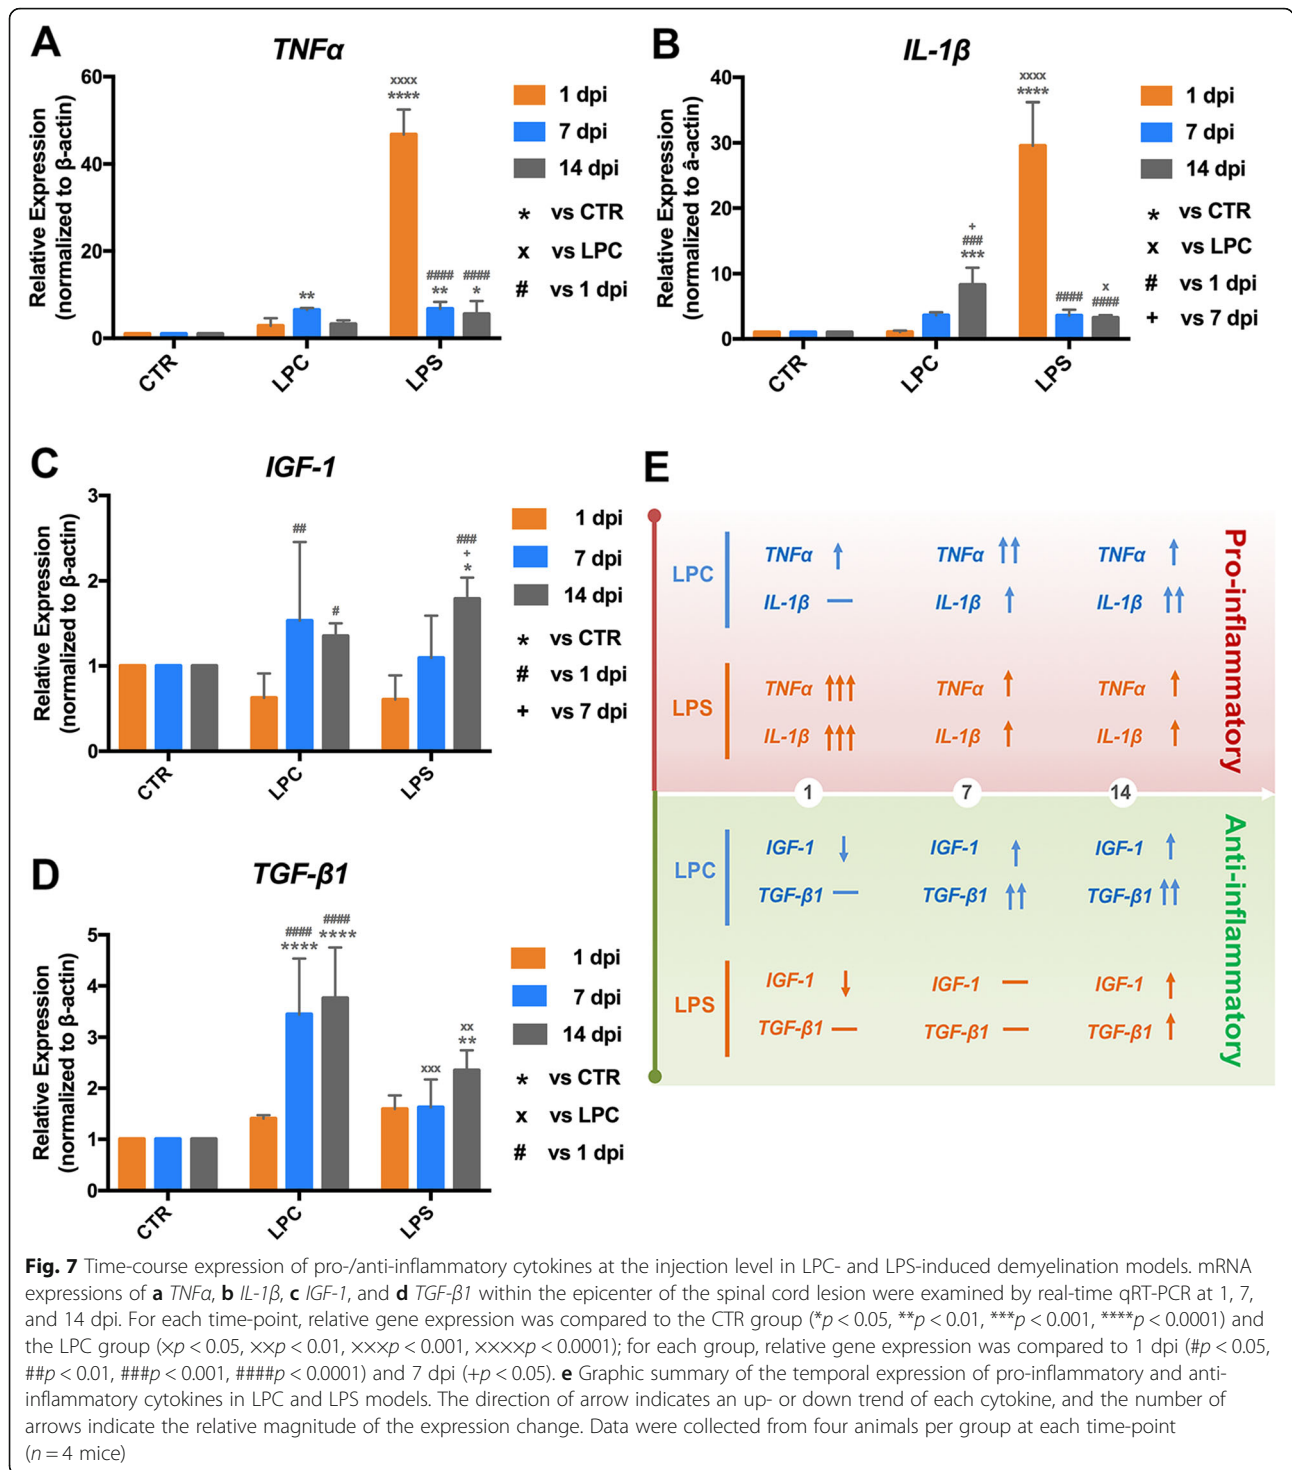 A
TNFα
Relative Expression
(normalized to β-actin)
60
40
20
0
CTR
LPC
LPS
**
xxxx
****
####
**
####
*
1 dpi
7 dpi
14 dpi
* vs CTR
x vs LPC
# vs 1 dpi
B
IL-1β
Relative Expression
(normalized to â-actin)
40
30
20
10
0
CTR
LPC
LPS
+
###
***
xxxx
****
####
x
####
1 dpi
7 dpi
14 dpi
* vs CTR
x vs LPC
# vs 1 dpi
+ vs 7 dpi
C
IGF-1
Relative Expression
(normalized to β-actin)
3
2
1
0
CTR
LPC
LPS
##
#
###
+
*
1 dpi
7 dpi
14 dpi
* vs CTR
# vs 1 dpi
+ vs 7 dpi
D
TGF-β1
Relative Expression
(normalized to β-actin)
5
4
3
2
1
0
CTR
LPC
LPS
####
****
####
****
xxx
xx
**
1 dpi
7 dpi
14 dpi
* vs CTR
x vs LPC
# vs 1 dpi
E
Pro-inflammatory
LPC
TNFα ↑ TNFα ↑↑ TNFα ↑
IL-1β — IL-1β ↑ IL-1β ↑↑
LPS
TNFα ↑↑↑ TNFα ↑ TNFα ↑
IL-1β ↑↑↑ IL-1β ↑ IL-1β ↑
1 7 14
Anti-inflammatory
LPC
IGF-1 ↓ IGF-1 ↑ IGF-1 ↑
TGF-β1 — TGF-β1 ↑↑ TGF-β1 ↑↑
LPS
IGF-1 ↓ IGF-1 — IGF-1 ↑
TGF-β1 — TGF-β1 — TGF-β1 ↑
Fig. 7 Time-course expression of pro-/anti-inflammatory cytokines at the injection level in LPC- and LPS-induced demyelination models. mRNA
expressions of a TNFα, b IL-1β, c IGF-1, and d TGF-β1 within the epicenter of the spinal cord lesion were examined by real-time qRT-PCR at 1, 7,
and 14 dpi. For each time-point, relative gene expression was compared to the CTR group (*p < 0.05, **p < 0.01, ***p < 0.001, ****p < 0.0001) and
the LPC group (×p < 0.05, ××p < 0.01, ×××p < 0.001, ××××p < 0.0001); for each group, relative gene expression was compared to 1 dpi (#p < 0.05,
##p < 0.01, ###p < 0.001, ####p < 0.0001) and 7 dpi (+p < 0.05). e Graphic summary of the temporal expression of pro-inflammatory and anti-
inflammatory cytokines in LPC and LPS models. The direction of arrow indicates an up- or down trend of each cytokine, and the number of
arrows indicate the relative magnitude of the expression change. Data were collected from four animals per group at each time-point
(n = 4 mice)